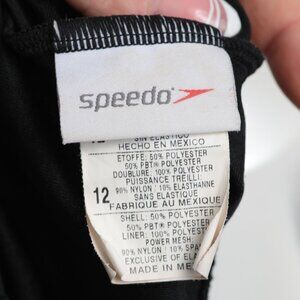 speedo
SIN ELASTICO
HECHO EN MEXICO
ETOFFE: 50% POLYESTER
50% PBT® POLYESTER
DOUBLURE: 100% POLYESTER
PUISSANCE TREILLI:
12
90% NYLON / 10% ELASTHANNE
SANS ELASTIQUE
FABRIQUE AU MEXIQUE
SHELL: 50% POLYESTER
50% PBT® POLYESTER
LINER: 100% POLYESTER
POWER MESH:
90% NYLON / 10% SPAN
EXCLUSIVE OF ELAS
MADE IN ME